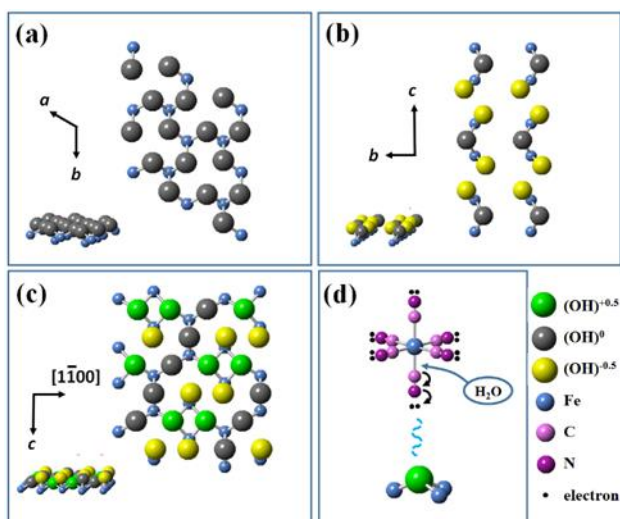 (a)
a
b
(b)
c
b
(c)
[11̅00]
c
(d)
H₂O
(OH)⁺⁰·⁵
(OH)⁰
(OH)⁻⁰·⁵
Fe
C
N
electron